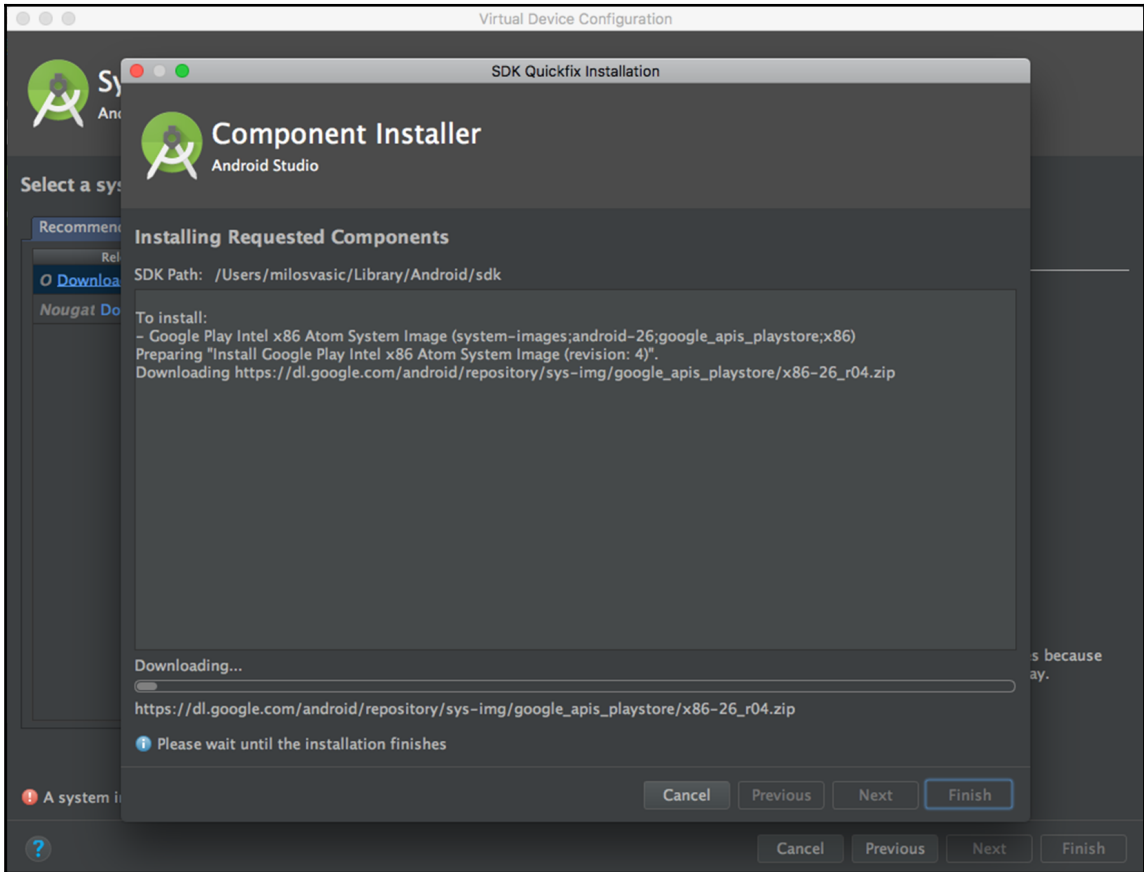 Virtual Device Configuration
SDK Quickfix Installation
Component Installer
Android Studio
Select a sys
Recommen
Rel
O Downloa
Nougat Do
Installing Requested Components
SDK Path: /Users/milosvasic/Library/Android/sdk
To install:
- Google Play Intel x86 Atom System Image (system-images;android-26;google_apis_playstore;x86)
Preparing "Install Google Play Intel x86 Atom System Image (revision: 4)".
Downloading https://dl.google.com/android/repository/sys-img/google_apis_playstore/x86-26_r04.zip
s because
ay.
Downloading...
https://dl.google.com/android/repository/sys-img/google_apis_playstore/x86-26_r04.zip
Please wait until the installation finishes
A system i
Cancel Previous Next Finish
? Cancel Previous Next Finish